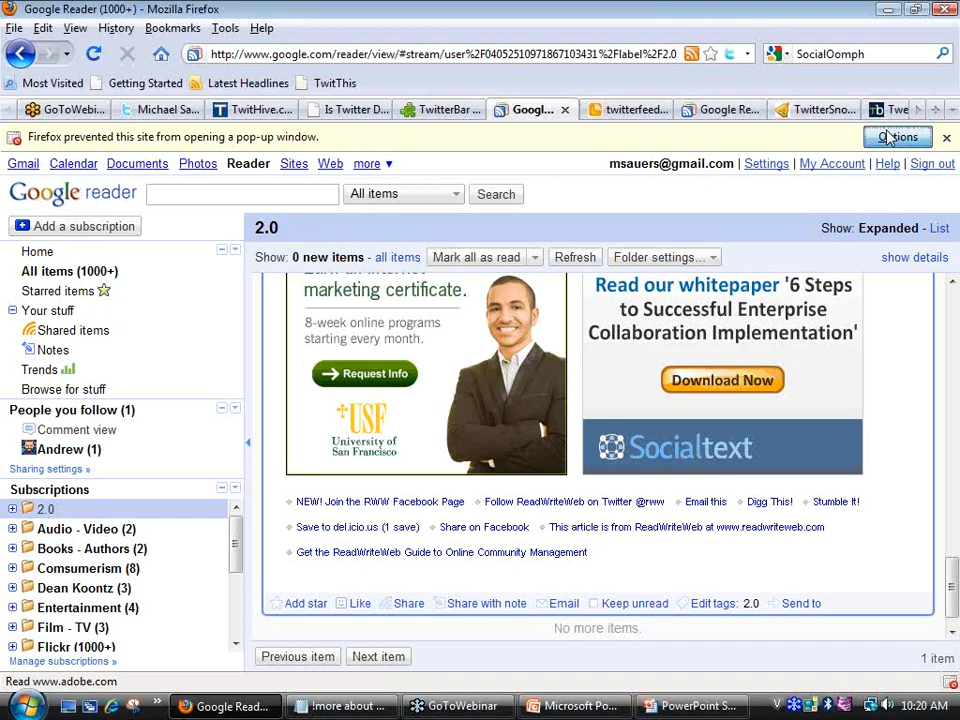 Google Reader (1000+) - Mozilla Firefox
File Edit View History Bookmarks Tools Help
http://www.google.com/reader/view/#stream/user%2F04052510971867103431%2Flabel%2F2.0
SocialOomph
Most Visited Getting Started Latest Headlines TwitThis
GoToWebi... Michael Sa... TwitHive.c... Is Twitter D... TwitterBar ... Googl... twitterfeed... Google Re... TwitterSno... Twe
Firefox prevented this site from opening a pop-up window.
Options
Gmail Calendar Documents Photos Reader Sites Web more ▼
msauers@gmail.com | Settings | My Account | Help | Sign out
Google reader
All items
Search
Add a subscription
2.0
Show: Expanded - List
Home
All items (1000+)
Starred items
Your stuff
Shared items
Notes
Trends
Browse for stuff
People you follow (1)
Comment view
Andrew (1)
Sharing settings »
Subscriptions
2.0
Audio - Video (2)
Books - Authors (2)
Comsumerism (8)
Dean Koontz (3)
Entertainment (4)
Film - TV (3)
Flickr (1000+)
Manage subscriptions »
Show: 0 new items - all items
Mark all as read
Refresh
Folder settings...
show details
marketing certificate.
8-week online programs
starting every month.
Request Info
USF
University of
San Francisco
Read our whitepaper '6 Steps
to Successful Enterprise
Collaboration Implementation'
Download Now
Socialtext
NEW! Join the RWW Facebook Page
Follow ReadWriteWeb on Twitter @rww
Email this
Digg This!
Stumble It!
Save to del.icio.us (1 save)
Share on Facebook
This article is from ReadWriteWeb at www.readwriteweb.com
Get the ReadWriteWeb Guide to Online Community Management
Add star Like Share Share with note Email Keep unread Edit tags: 2.0 Send to
No more items.
Previous item
Next item
1 item
Read www.adobe.com
Google Read... !more about ... GoToWebinar Microsoft Po... PowerPoint S...
10:20 AM